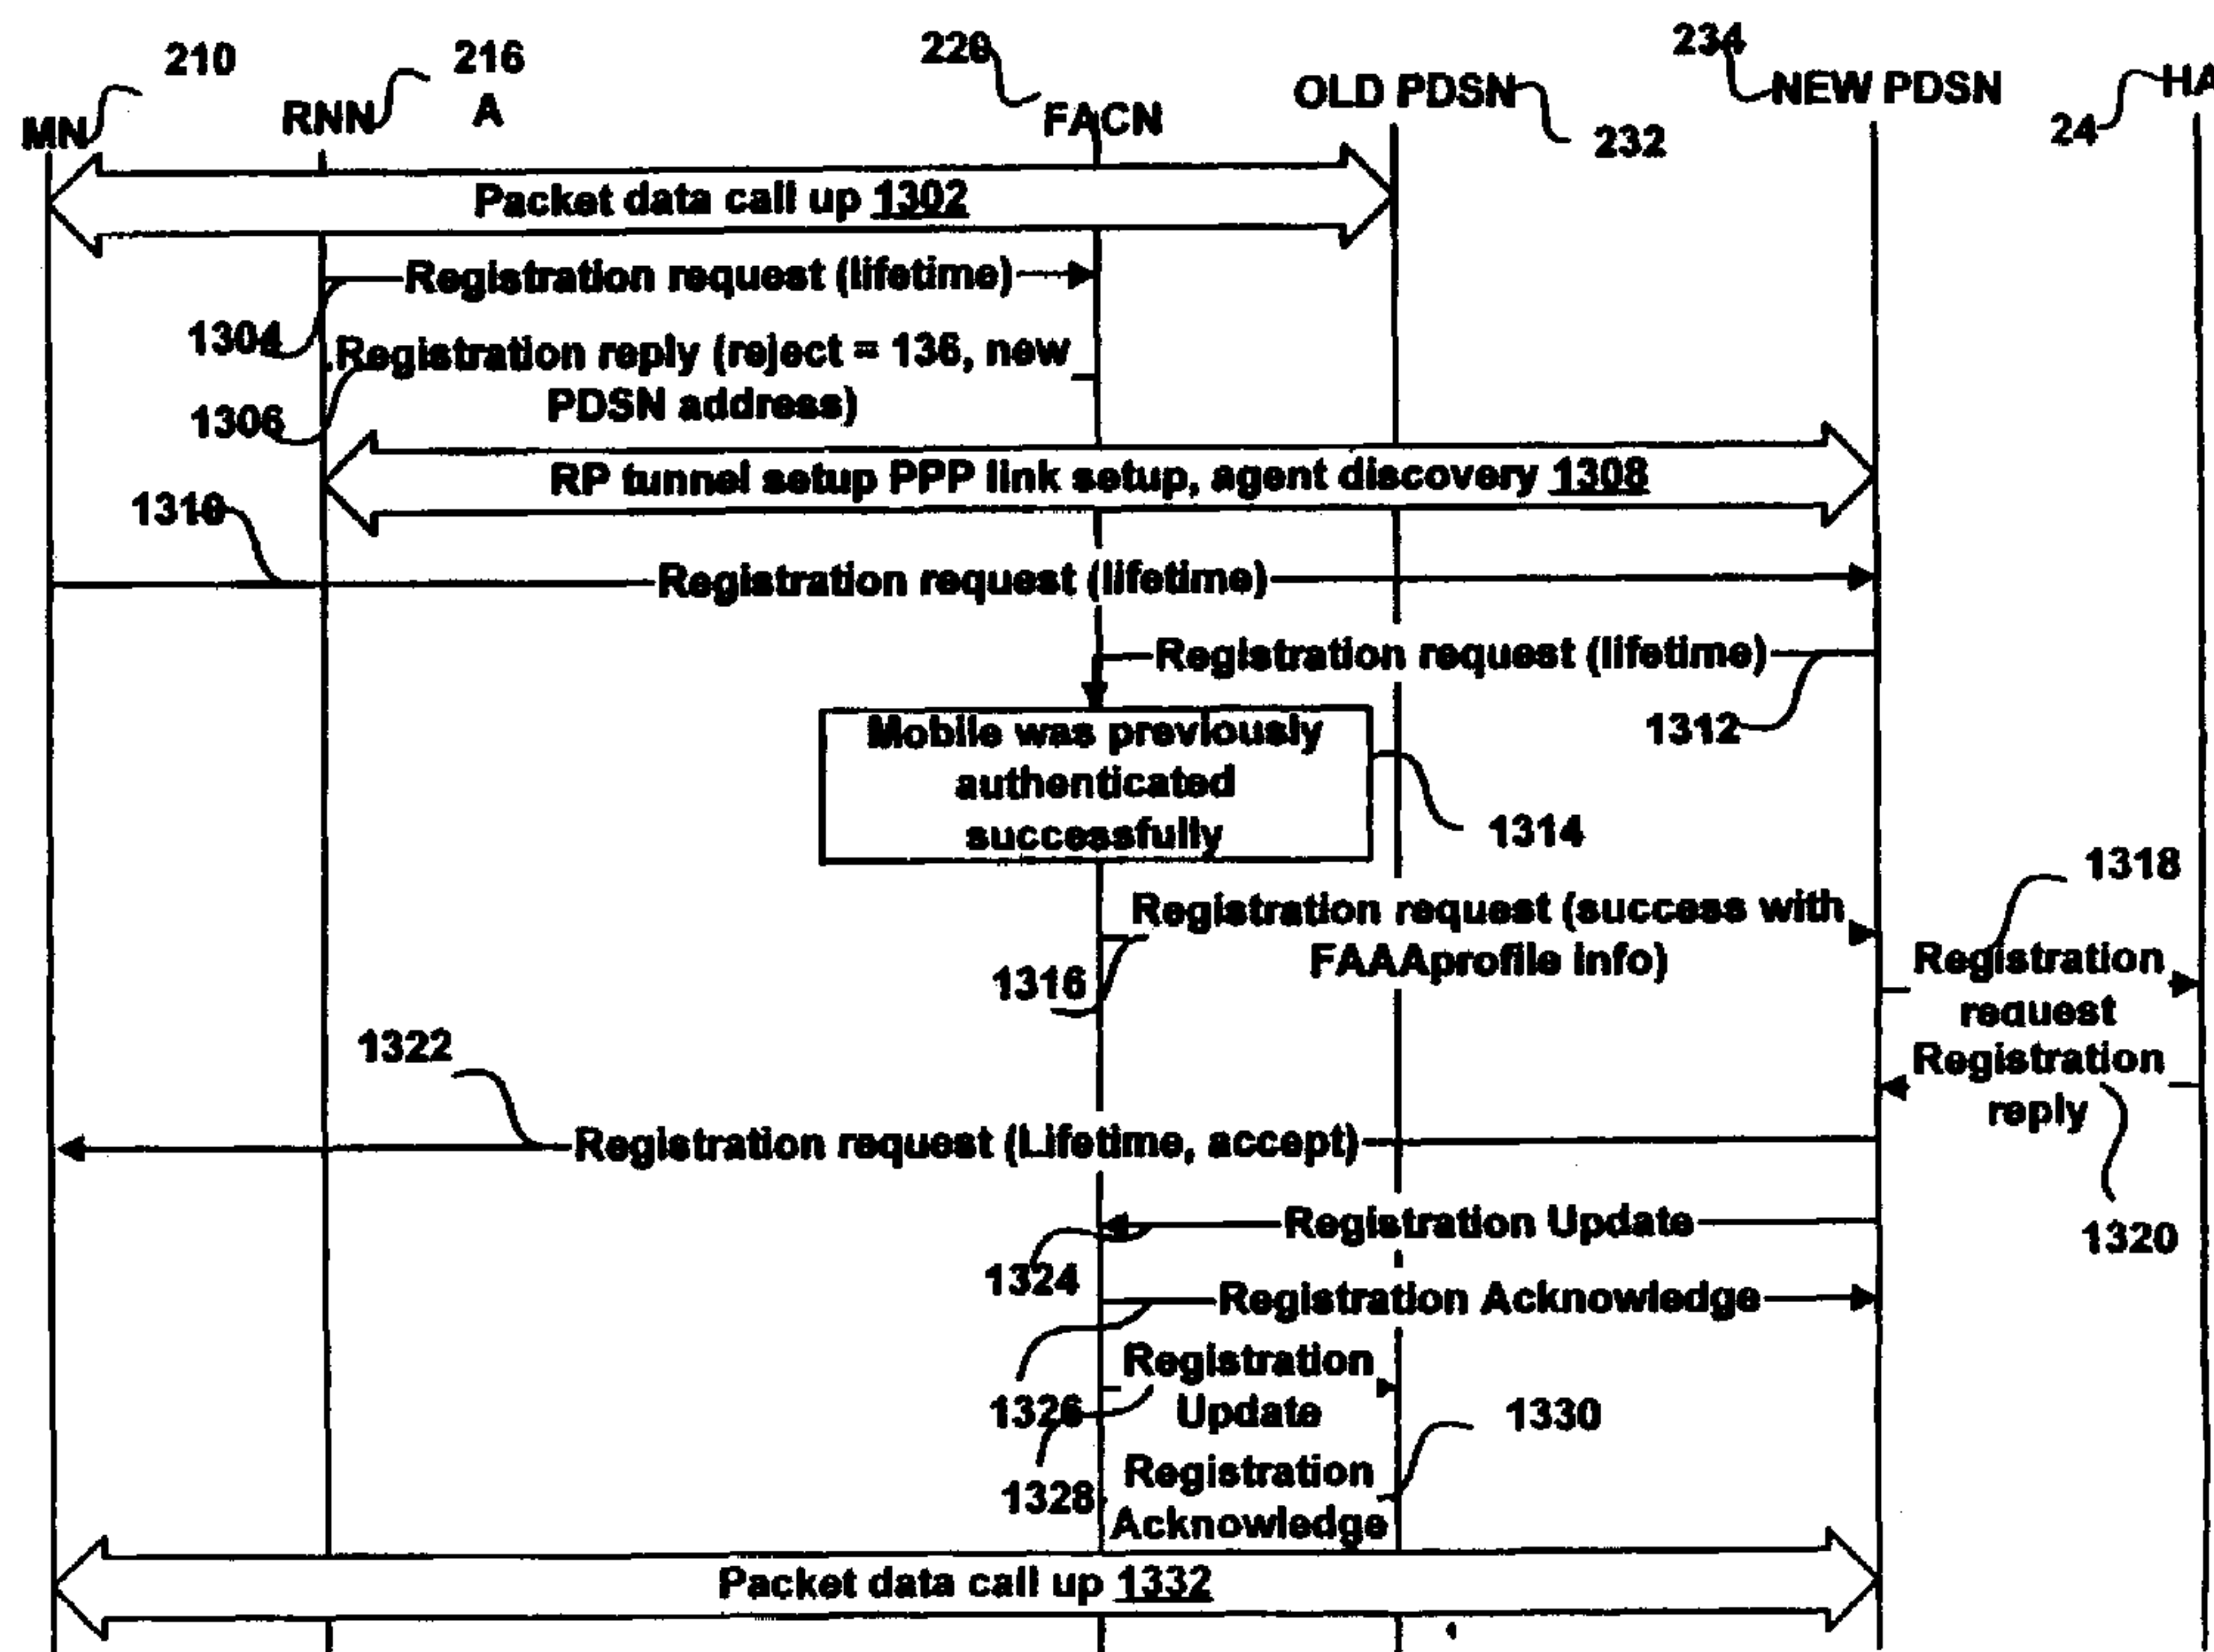 210
216
A
220
234
MN
RNN
FACN
OLD PDSN
232
NEW PDSN
24
HA
Packet data call up 1302
Registration request (lifetime)
1304
Registration reply (reject = 136, new
PDSN address)
1306
RP tunnel setup PPP link setup, agent discovery 1308
1310
Registration request (lifetime)
Registration request (lifetime)
1312
Mobile was previously
authenticated
successfully
1314
1318
Registration request (success with
FAAAprofile info)
1316
Registration
request
Registration
reply
1320
1322
Registration request (Lifetime, accept)
Registration Update
1324
Registration Acknowledge
1326
Registration
Update
1328
1330
Registration
Acknowledge
Packet data call up 1332